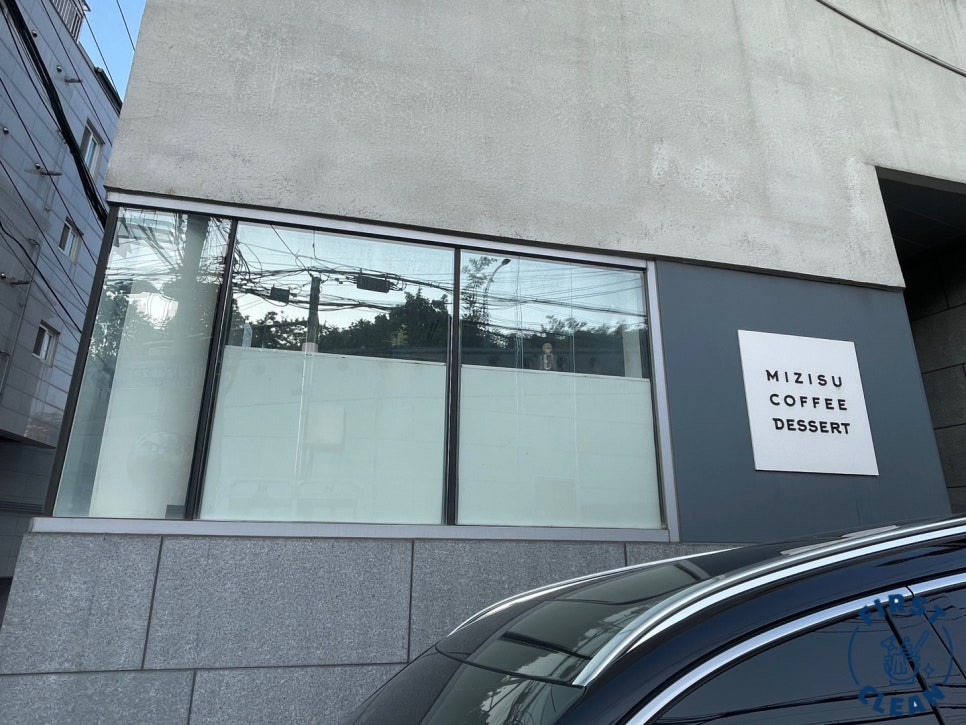 MIZISU
COFFEE
DESSERT
FIRST
CLEAN